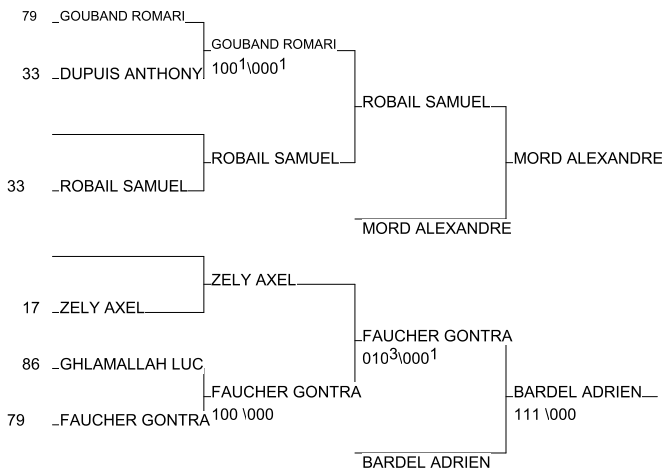 79 GOUBAND ROMARI
GOUBAND ROMARI
100¹\000¹
33 DUPUIS ANTHONY
ROBAIL SAMUEL
ROBAIL SAMUEL
MORD ALEXANDRE
33 ROBAIL SAMUEL
MORD ALEXANDRE
ZELY AXEL
17 ZELY AXEL
FAUCHER GONTRA
010³\000¹
86 GHLAMALLAH LUC
FAUCHER GONTRA
100 \000
BARDEL ADRIEN
111 \000
79 FAUCHER GONTRA
BARDEL ADRIEN